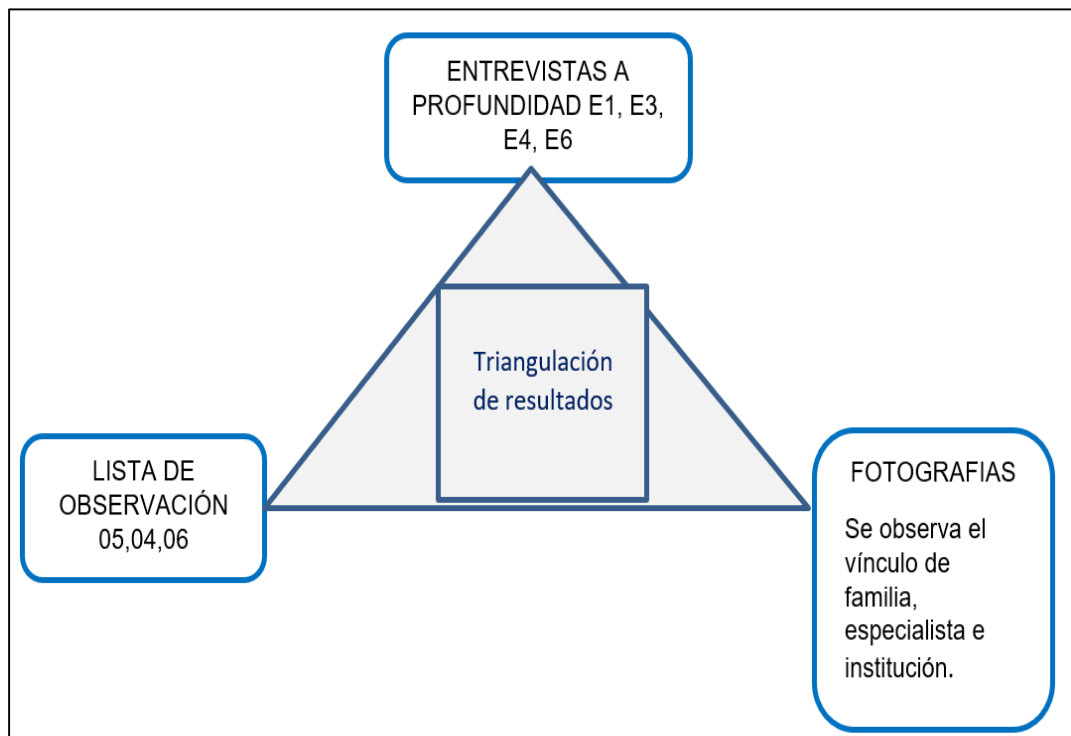 ENTREVISTAS A
PROFUNDIDAD E1, E3,
E4, E6
Triangulación
de resultados
LISTA DE
OBSERVACIÓN
05,04,06
FOTOGRAFIAS
Se observa el
vínculo de
familia,
especialista e
institución.